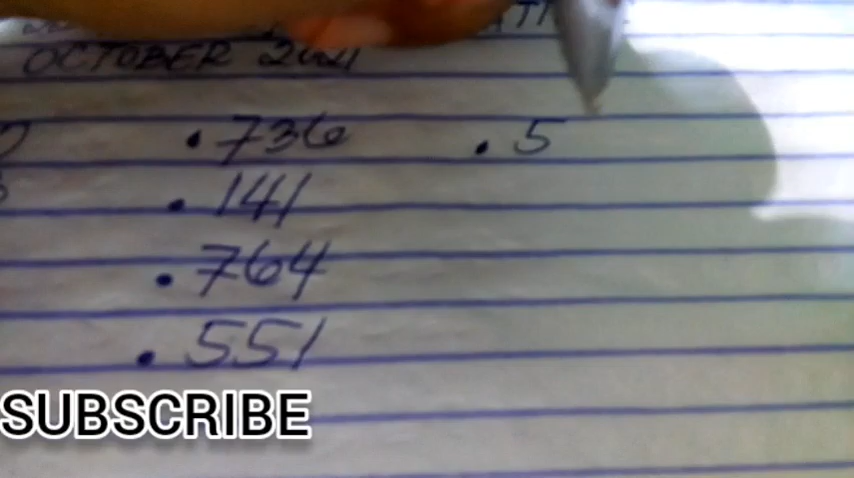 OCTOBER 2021
. 736 . 5
. 141
. 764
. 551
SUBSCRIBE